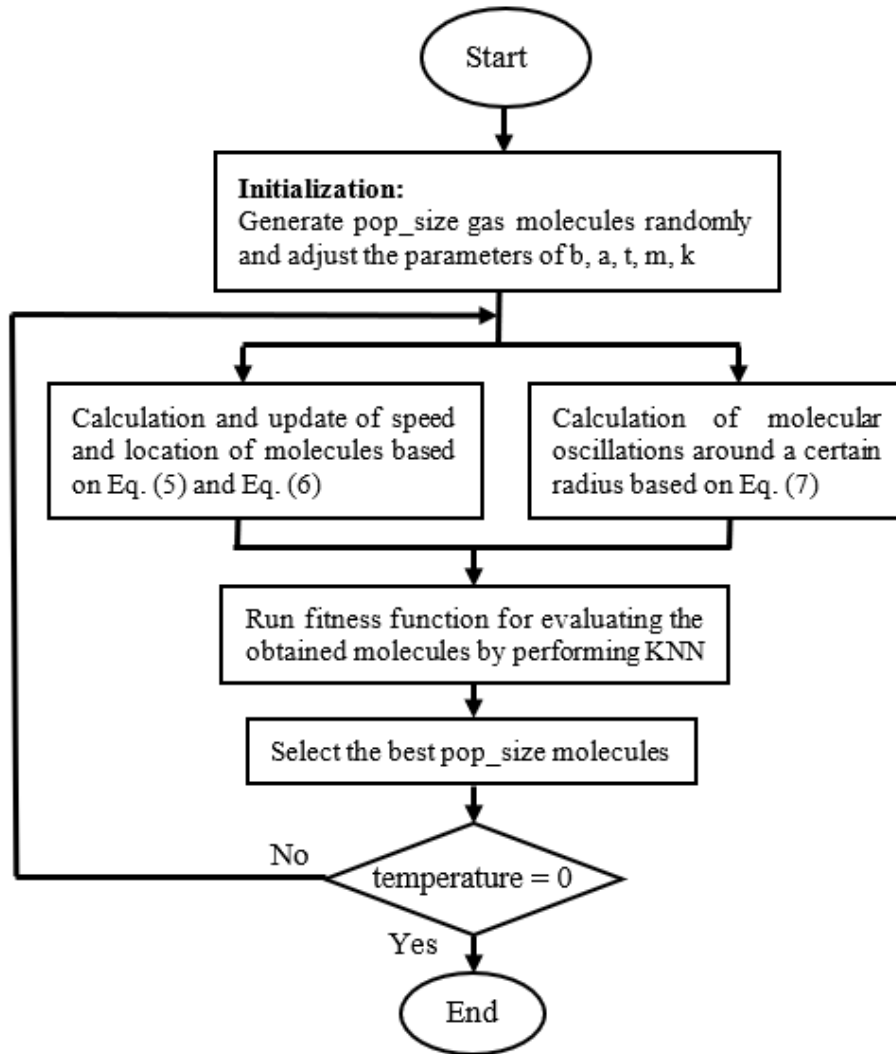 Start
Initialization:
Generate pop_size gas molecules randomly
and adjust the parameters of b, a, t, m, k
Calculation and update of speed
and location of molecules based
on Eq. (5) and Eq. (6)
Calculation of molecular
oscillations around a certain
radius based on Eq. (7)
Run fitness function for evaluating the
obtained molecules by performing KNN
Select the best pop_size molecules
No
temperature = 0
Yes
End